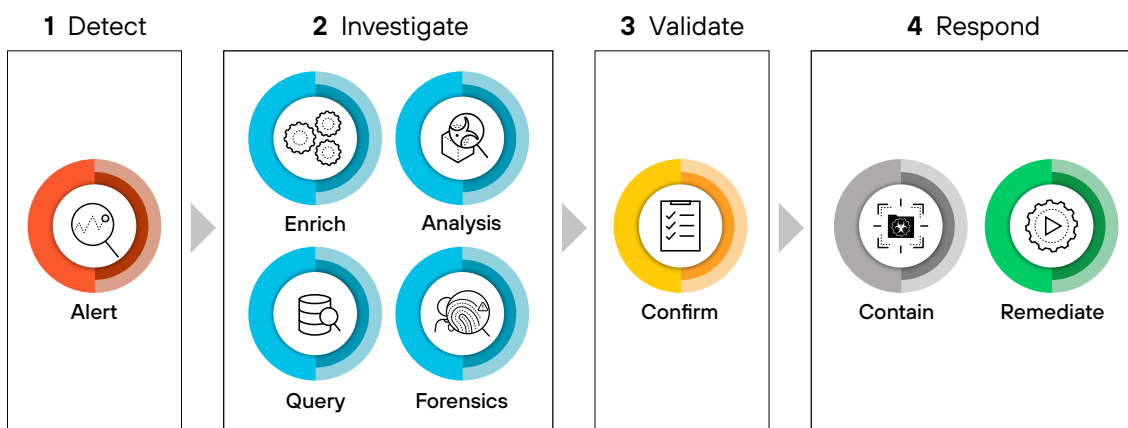 1 Detect
2 Investigate
3 Validate
4 Respond
Alert
Enrich
Analysis
Query
Forensics
Confirm
Contain
Remediate